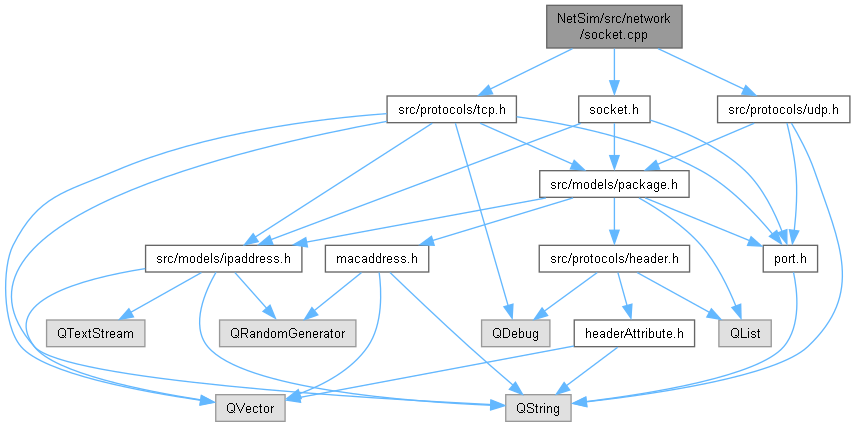 NetSim/src/network
/socket.cpp
src/protocols/tcp.h
socket.h
src/protocols/udp.h
src/models/package.h
src/models/ipaddress.h
macaddress.h
src/protocols/header.h
port.h
QTextStream
QRandomGenerator
QDebug
headerAttribute.h
QList
QVector
QString